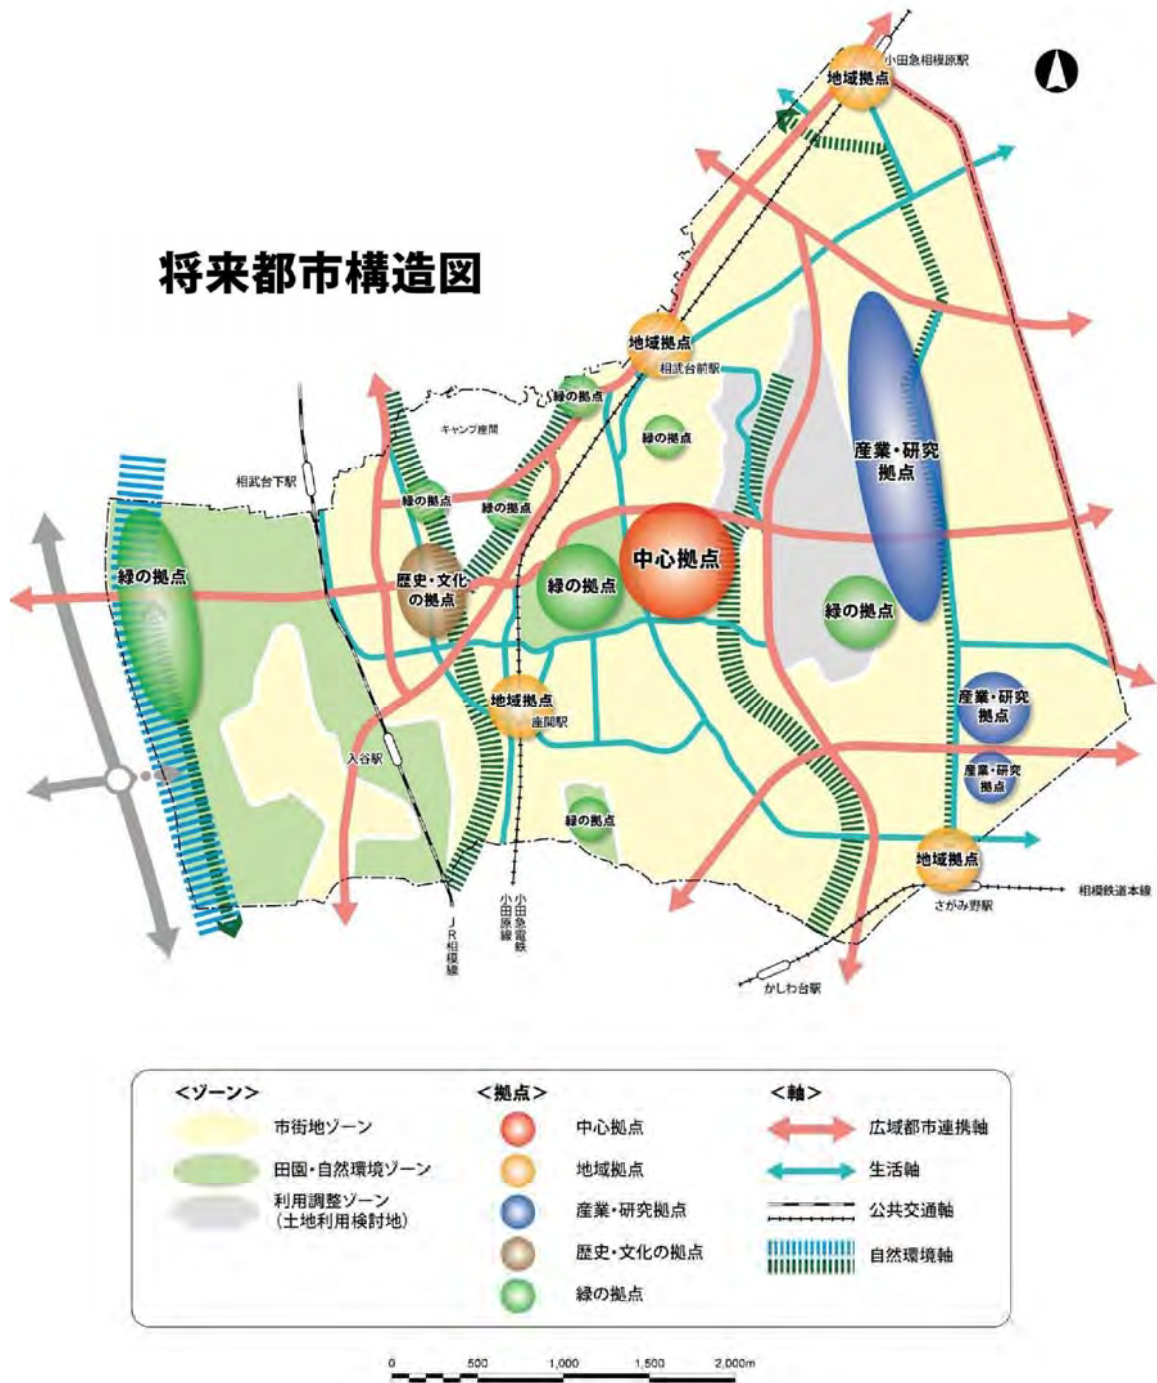 将来都市構造図
小田急相模原駅
地域拠点
地域拠点
相武台前駅
緑の拠点
キャンプ座間
緑の拠点
産業・研究
拠点
相武台下駅
緑の拠点
緑の拠点
中心拠点
緑の拠点
歴史・文化
の拠点
緑の拠点
緑の拠点
地域拠点
座間駅
産業・研究
拠点
入谷駅
産業・研究
拠点
緑の拠点
地域拠点
相模鉄道本線
さがみ野駅
小田急電鉄
小田原線
JR相模線
かしわ台駅
<ゾーン>
市街地ゾーン
田園・自然環境ゾーン
利用調整ゾーン
(土地利用検討地)
<拠点>
中心拠点
地域拠点
産業・研究拠点
歴史・文化の拠点
緑の拠点
<軸>
広域都市連携軸
生活軸
公共交通軸
自然環境軸
0 500 1,000 1,500 2,000m